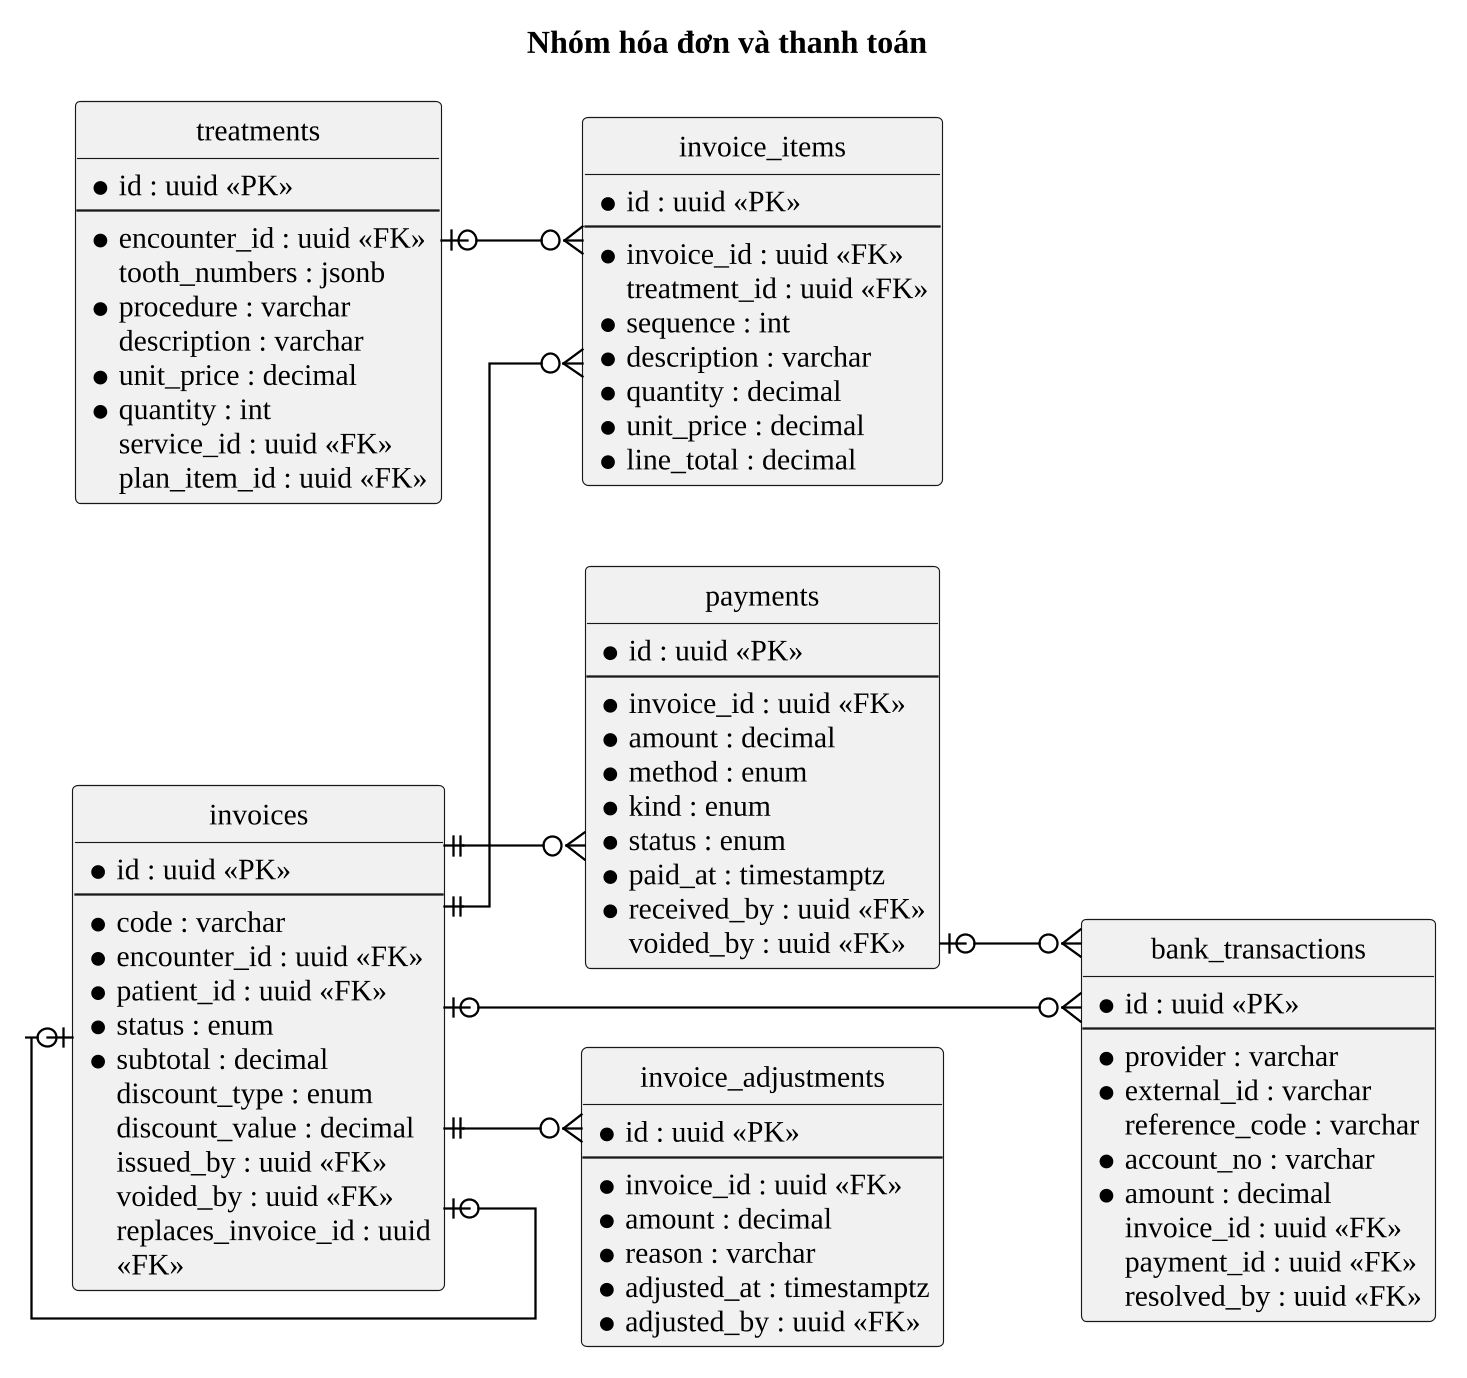 Nhóm hóa đơn và thanh toán
treatments
id : uuid «PK»
encounter_id : uuid «FK»
tooth_numbers : jsonb
procedure : varchar
description : varchar
unit_price : decimal
quantity : int
service_id : uuid «FK»
plan_item_id : uuid «FK»
invoice_items
id : uuid «PK»
invoice_id : uuid «FK»
treatment_id : uuid «FK»
sequence : int
description : varchar
quantity : decimal
unit_price : decimal
line_total : decimal
payments
id : uuid «PK»
invoice_id : uuid «FK»
amount : decimal
method : enum
kind : enum
status : enum
paid_at : timestamptz
received_by : uuid «FK»
voided_by : uuid «FK»
invoices
id : uuid «PK»
code : varchar
encounter_id : uuid «FK»
patient_id : uuid «FK»
status : enum
subtotal : decimal
discount_type : enum
discount_value : decimal
issued_by : uuid «FK»
voided_by : uuid «FK»
replaces_invoice_id : uuid
«FK»
bank_transactions
id : uuid «PK»
provider : varchar
external_id : varchar
reference_code : varchar
account_no : varchar
amount : decimal
invoice_id : uuid «FK»
payment_id : uuid «FK»
resolved_by : uuid «FK»
invoice_adjustments
id : uuid «PK»
invoice_id : uuid «FK»
amount : decimal
reason : varchar
adjusted_at : timestamptz
adjusted_by : uuid «FK»